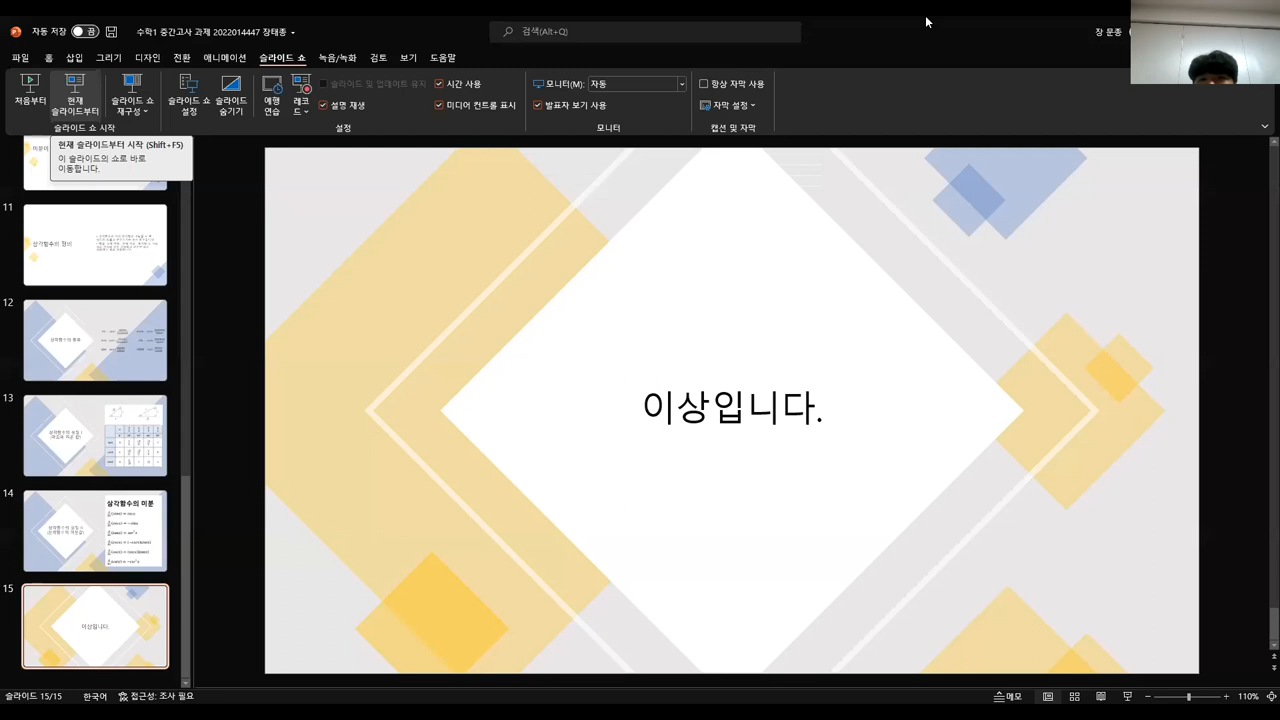 자동 저장 끔 수학1 중간고사 과제 2022014447 장태종 검색(Alt+Q) 장 문종
파일 홈 삽입 그리기 디자인 전환 애니메이션 슬라이드 쇼 녹음/녹화 검토 보기 도움말
처음부터
현재 슬라이드부터
슬라이드 쇼 재구성
슬라이드 쇼 설정
슬라이드 숨기기
예행 연습
레코드
슬라이드 및 업데이트 유지
설명 재생
시간 사용
미디어 컨트롤 표시
모니터(M): 자동
발표자 보기 사용
항상 자막 사용
자막 설정
슬라이드 쇼 시작 설정 모니터 캡션 및 자막
현재 슬라이드부터 시작 (Shift+F5)
이 슬라이드의 쇼로 바로
이동합니다.
11
삼각함수의 정의
12
삼각함수의 종류
13
14
삼각함수의 미분
15
이상입니다.
이상입니다.
슬라이드 15/15 한국어 접근성: 조사 필요 메모 110%